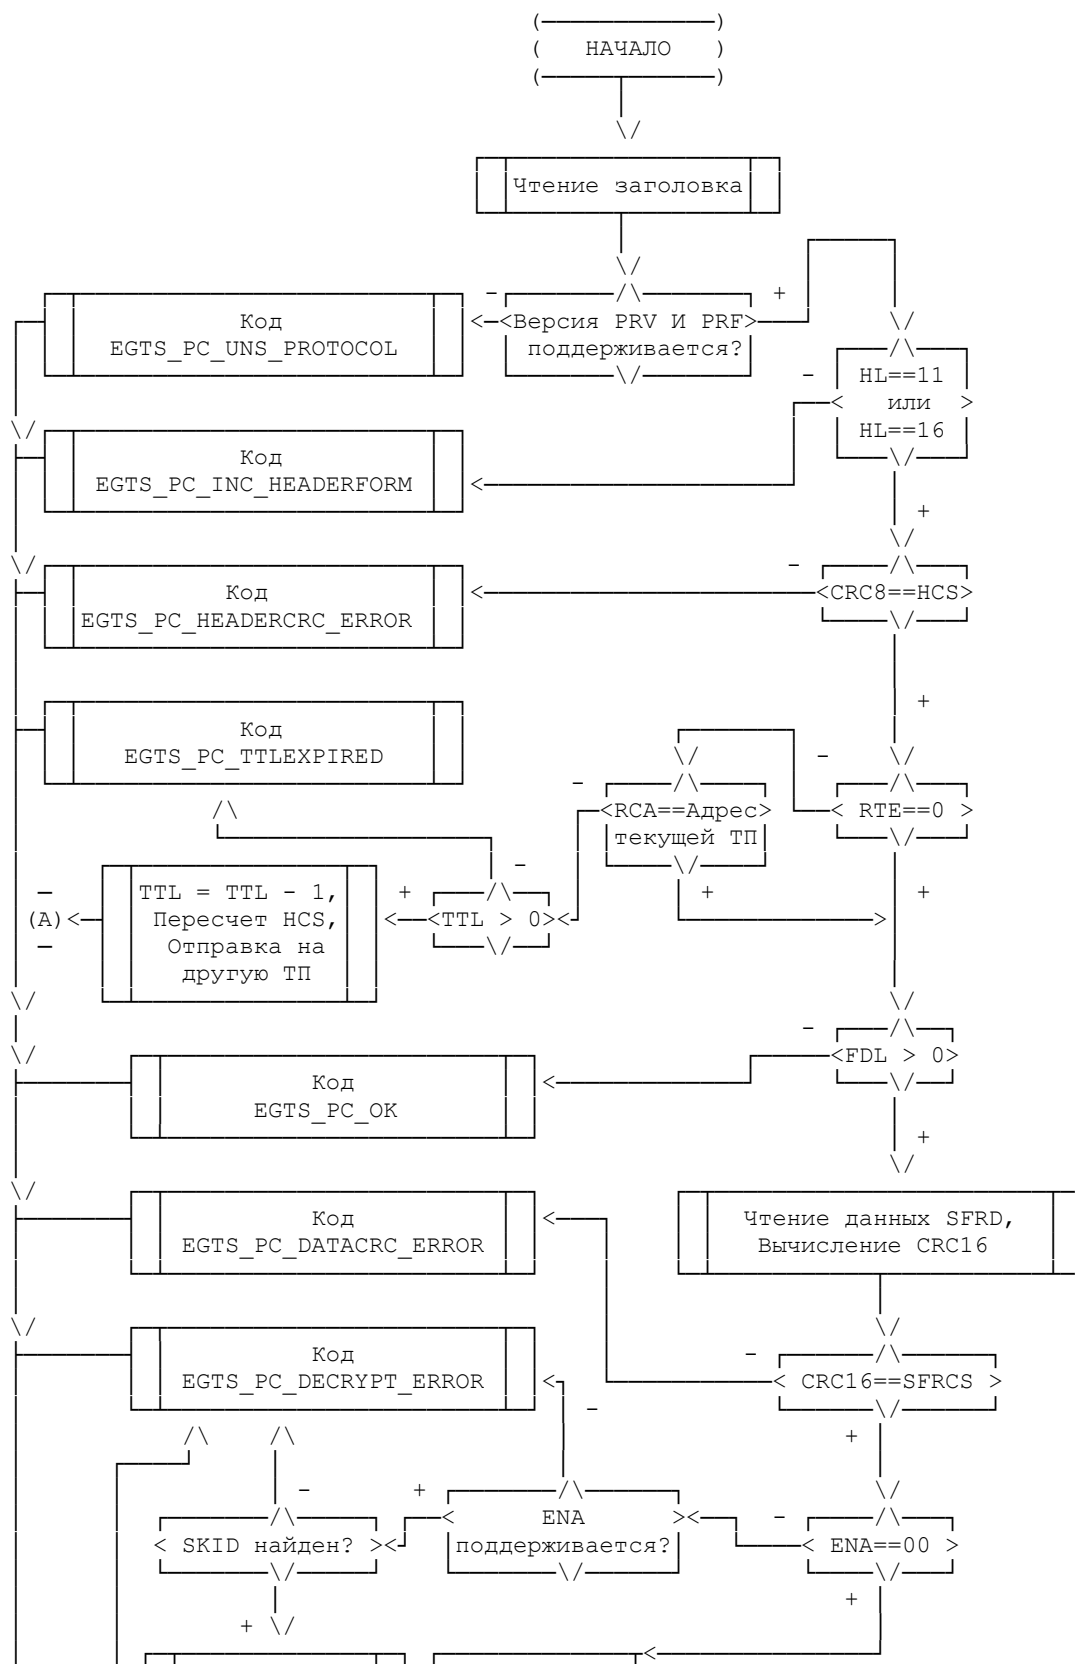 НАЧАЛО
Чтение заголовка
- +
Код
EGTS_PC_UNS_PROTOCOL
Версия PRV И PRF
поддерживается?
- HL==11
или
HL==16
Код
EGTS_PC_INC_HEADERFORM
+
-
Код
EGTS_PC_HEADERCRC_ERROR
CRC8==HCS
+
Код
EGTS_PC_TTLEXPIRED
-
-
RCA==Адрес
текущей ТП
RTE==0
-
TTL = TTL - 1,
Пересчет HCS,
Отправка на
другую ТП
+
+
+
(A)
TTL > 0
-
FDL > 0
Код
EGTS_PC_OK
+
Код
EGTS_PC_DATACRC_ERROR
Чтение данных SFRD,
Вычисление CRC16
Код
EGTS_PC_DECRYPT_ERROR
-
CRC16==SFRCS
-
+
- +
SKID найден?
ENA
поддерживается?
-
ENA==00
+
+